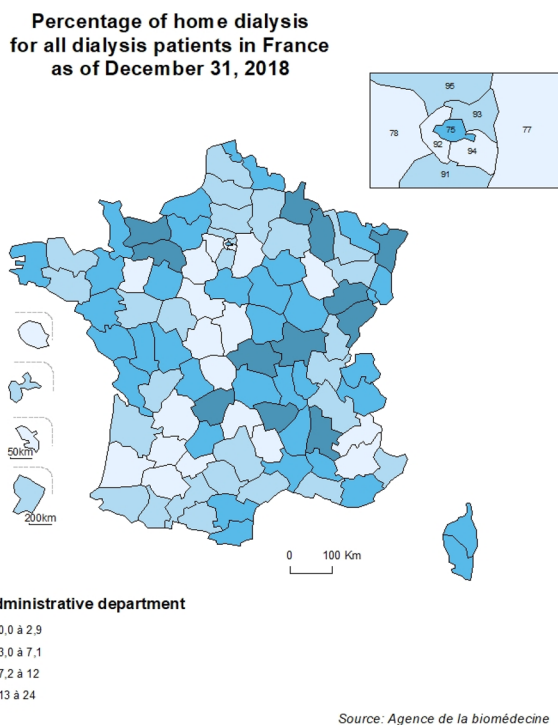 Percentage of home dialysis
for all dialysis patients in France
as of December 31, 2018
95
93
78
75
77
92
94
91
50km
200km
0 100 Km
dministrative department
0,0 à 2,9
3,0 à 7,1
7,2 à 12
13 à 24
Source: Agence de la biomédecine